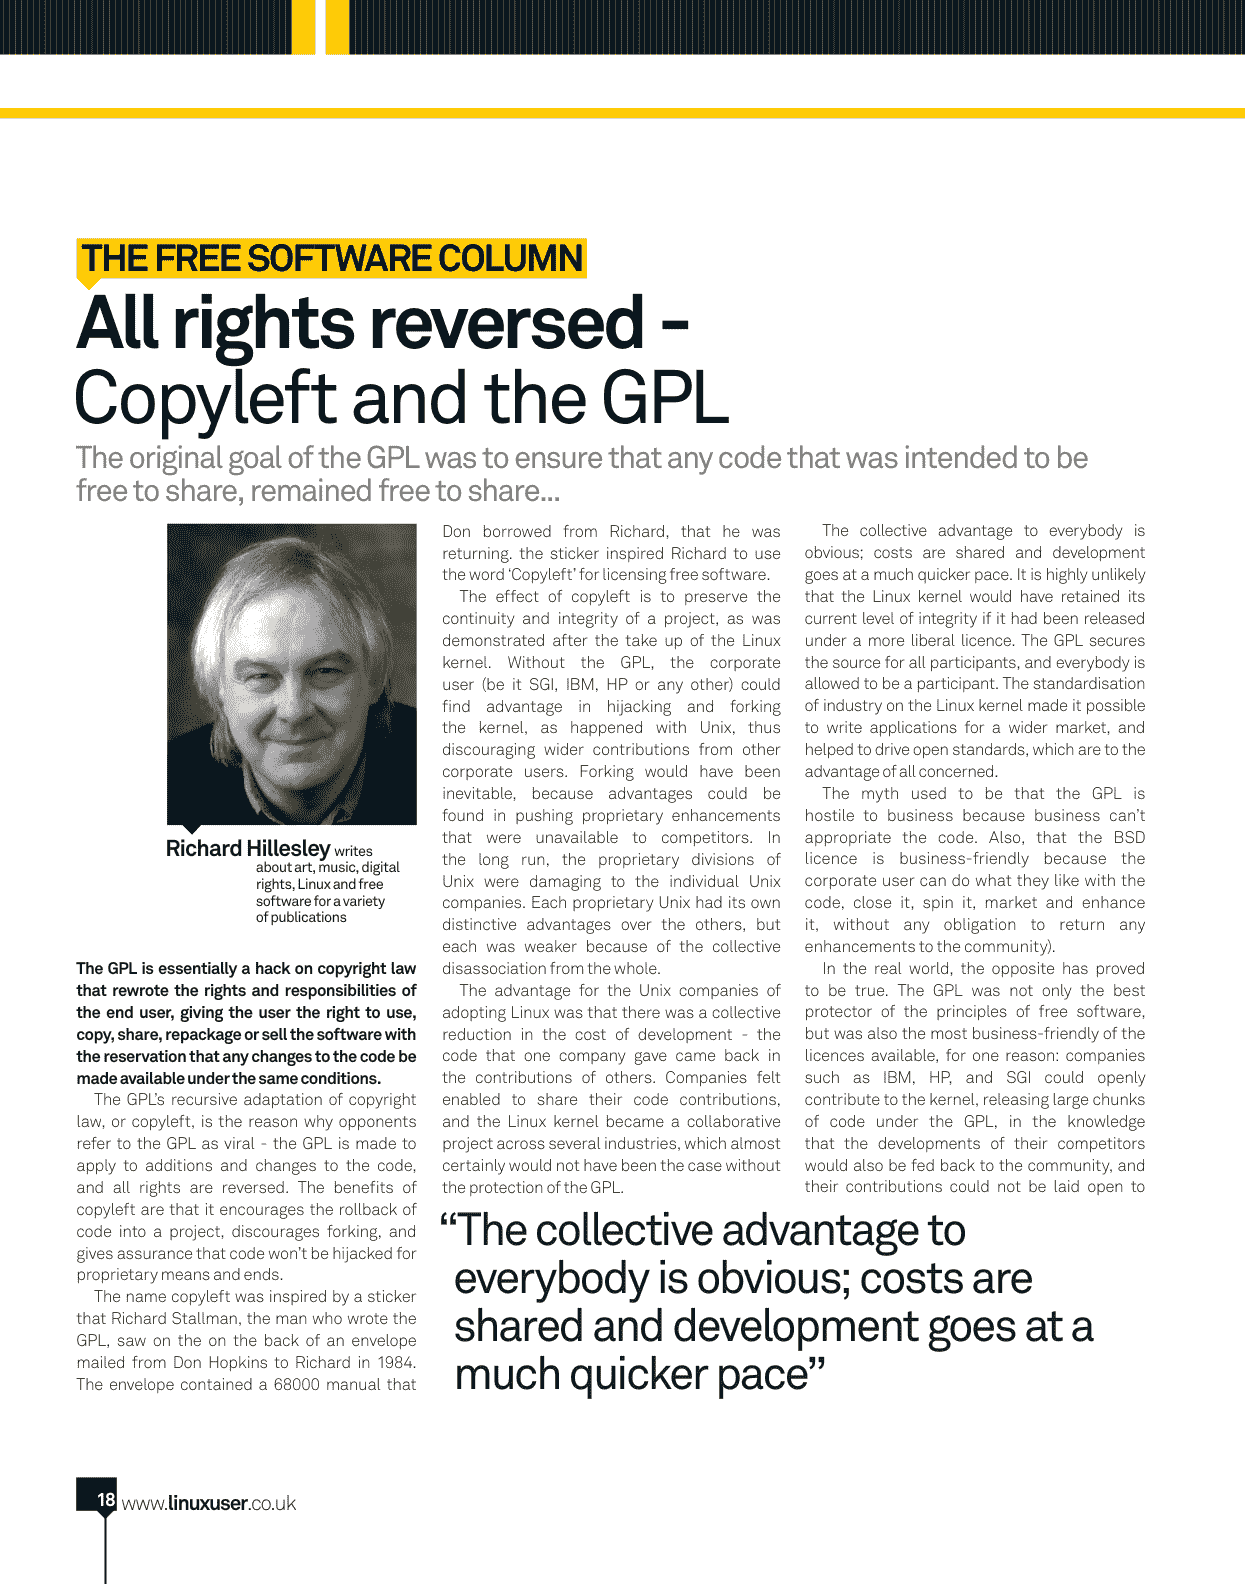 THE FREE SOFTWARE COLUMN
All rights reversed -
Copyleft and the GPL
The original goal of the GPL was to ensure that any code that was intended to be
free to share, remained free to share...
Richard Hillesley writes
about art, music, digital
rights, Linux and free
software for a variety
of publications
The GPL is essentially a hack on copyright law
that rewrote the rights and responsibilities of
the end user, giving the user the right to use,
copy, share, repackage or sell the software with
the reservation that any changes to the code be
made available under the same conditions.
The GPL's recursive adaptation of copyright
law, or copyleft, is the reason why opponents
refer to the GPL as viral - the GPL is made to
apply to additions and changes to the code,
and all rights are reversed. The benefits of
copyleft are that it encourages the rollback of
code into a project, discourages forking, and
gives assurance that code won't be hijacked for
proprietary means and ends.
The name copyleft was inspired by a sticker
that Richard Stallman, the man who wrote the
GPL, saw on the on the back of an envelope
mailed from Don Hopkins to Richard in 1984.
The envelope contained a 68000 manual that
Don borrowed from Richard, that he was
returning. the sticker inspired Richard to use
the word ‘Copyleft’ for licensing free software.
The effect of copyleft is to preserve the
continuity and integrity of a project, as was
demonstrated after the take up of the Linux
kernel. Without the GPL, the corporate
user (be it SGI, IBM, HP or any other) could
find advantage in hijacking and forking
the kernel, as happened with Unix, thus
discouraging wider contributions from other
corporate users. Forking would have been
inevitable, because advantages could be
found in pushing proprietary enhancements
that were unavailable to competitors. In
the long run, the proprietary divisions of
Unix were damaging to the individual Unix
companies. Each proprietary Unix had its own
distinctive advantages over the others, but
each was weaker because of the collective
disassociation from the whole.
The advantage for the Unix companies of
adopting Linux was that there was a collective
reduction in the cost of development - the
code that one company gave came back in
the contributions of others. Companies felt
enabled to share their code contributions,
and the Linux kernel became a collaborative
project across several industries, which almost
certainly would not have been the case without
the protection of the GPL.
The collective advantage to everybody is
obvious; costs are shared and development
goes at a much quicker pace. It is highly unlikely
that the Linux kernel would have retained its
current level of integrity if it had been released
under a more liberal licence. The GPL secures
the source for all participants, and everybody is
allowed to be a participant. The standardisation
of industry on the Linux kernel made it possible
to write applications for a wider market, and
helped to drive open standards, which are to the
advantage of all concerned.
The myth used to be that the GPL is
hostile to business because business can't
appropriate the code. Also, that the BSD
licence is business-friendly because the
corporate user can do what they like with the
code, close it, spin it, market and enhance
it, without any obligation to return any
enhancements to the community).
In the real world, the opposite has proved
to be true. The GPL was not only the best
protector of the principles of free software,
but was also the most business-friendly of the
licences available, for one reason: companies
such as IBM, HP, and SGI could openly
contribute to the kernel, releasing large chunks
of code under the GPL, in the knowledge
that the developments of their competitors
would also be fed back to the community, and
their contributions could not be laid open to
“The collective advantage to
everybody is obvious; costs are
shared and development goes at a
much quicker pace”
18 www.linuxuser.co.uk